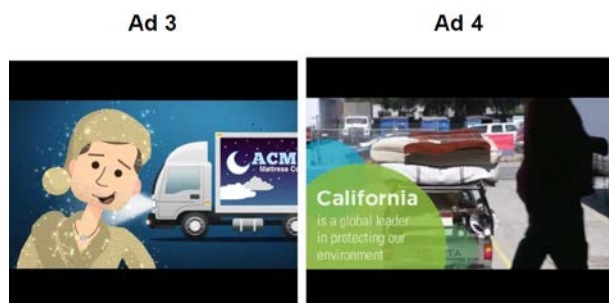 Ad 3
Ad 4
ACM
Mattress Co
California
is a global leader
in protecting our
environment